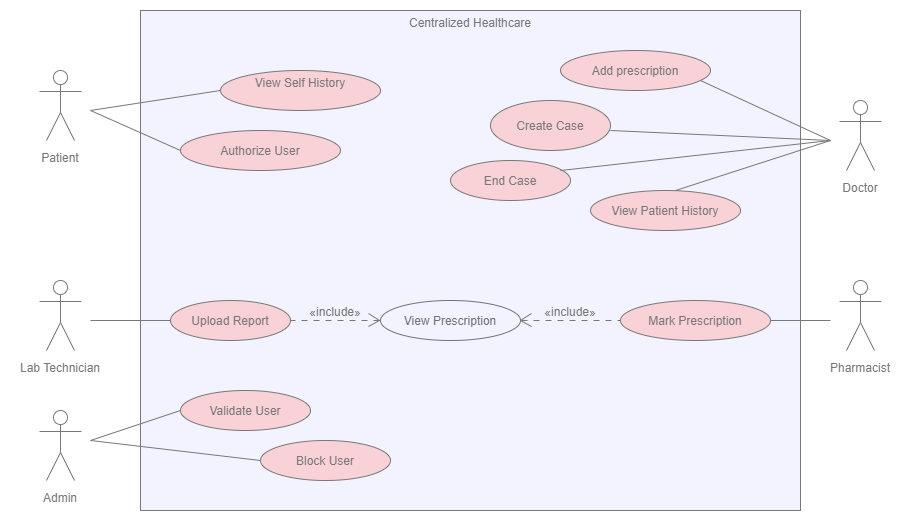 Centralized Healthcare
View Self History
Add prescription
Create Case
Patient
Authorize User
End Case
Doctor
View Patient History
Upload Report
«include»
View Prescription
«include»
Mark Prescription
Lab Technician
Pharmacist
Validate User
Block User
Admin